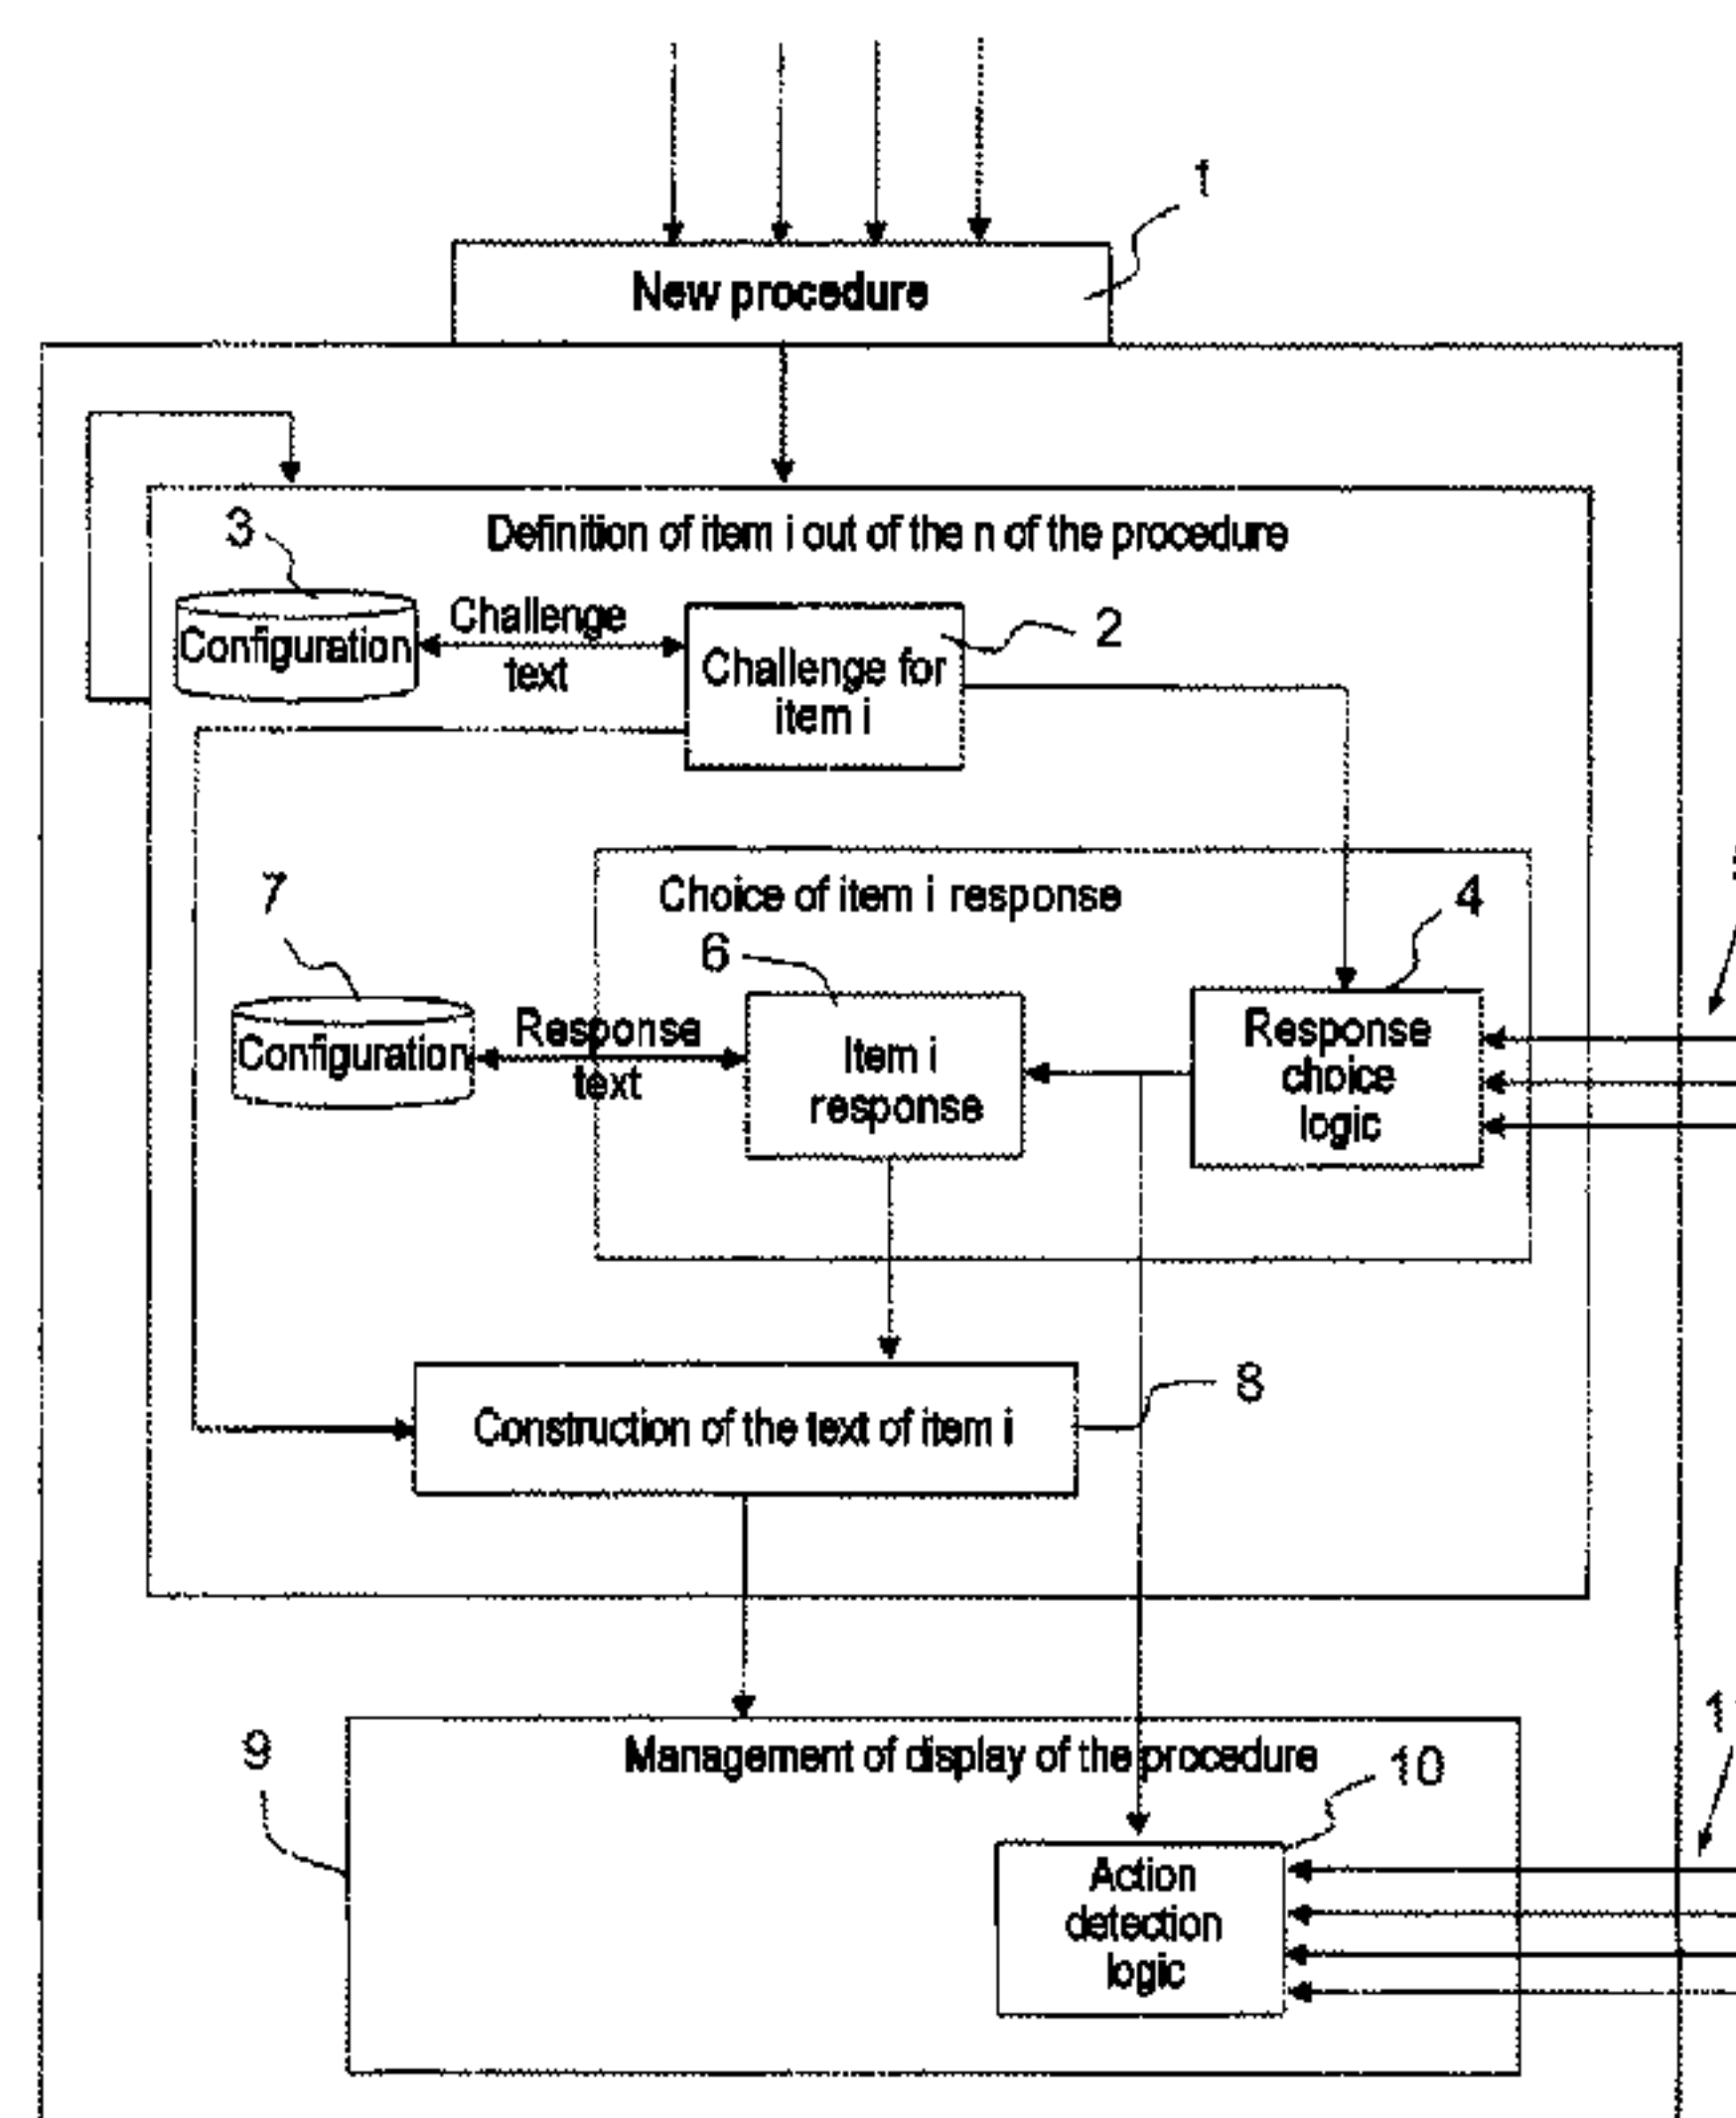 1
New procedure
Definition of item i out of the n of the procedure
3
Configuration
Challenge
text
2
Challenge for
item i
7
Choice of item i response
4
6
Configuration
Response
text
Item i
response
Response
choice
logic
8
Construction of the text of item i
9
Management of display of the procedure
10
1
Action
detection
logic